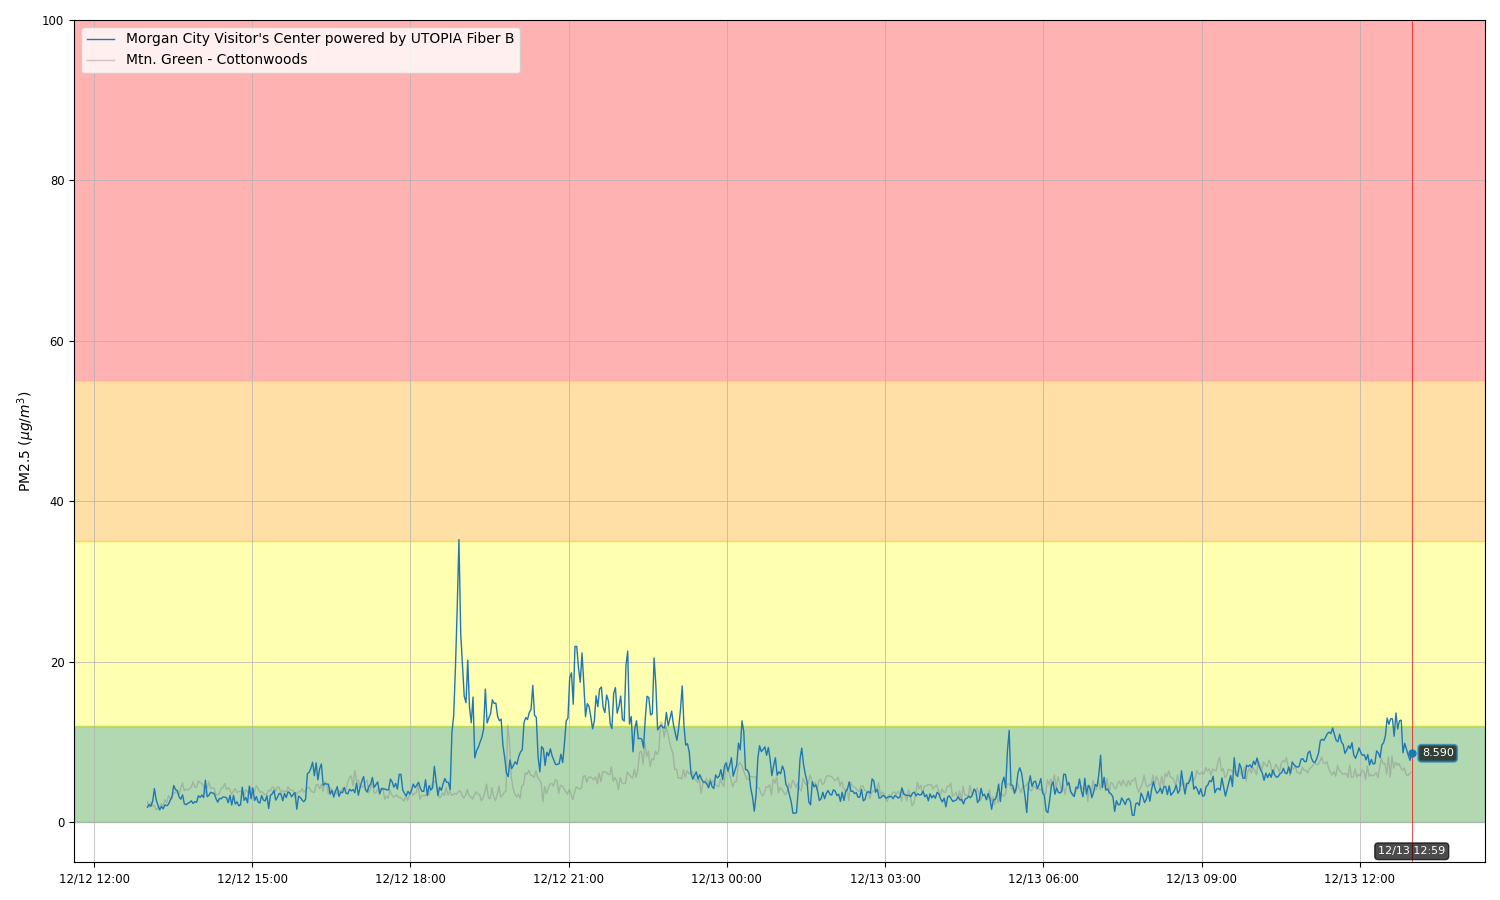 100
Morgan City Visitor's Center powered by UTOPIA Fiber B
Mtn. Green - Cottonwoods
80
60
PM2.5 (μg/m³)
40
20
8.590
0
12/13 12:59
12/12 12:00 12/12 15:00 12/12 18:00 12/12 21:00 12/13 00:00 12/13 03:00 12/13 06:00 12/13 09:00 12/13 12:00